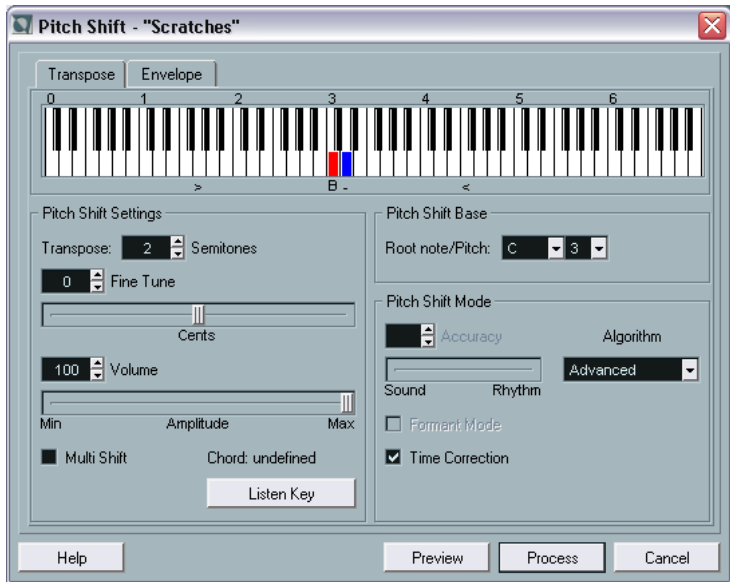 Pitch Shift - "Scratches"
Transpose Envelope
0 1 2 3 4 5 6
> B - <
Pitch Shift Settings
Transpose: 2 Semitones
0 Fine Tune
Cents
100 Volume
Min Amplitude Max
Multi Shift Chord: undefined
Listen Key
Pitch Shift Base
Root note/Pitch: C 3
Pitch Shift Mode
Accuracy Algorithm
Advanced
Sound Rhythm
Formant Mode
Time Correction
Help Preview Process Cancel